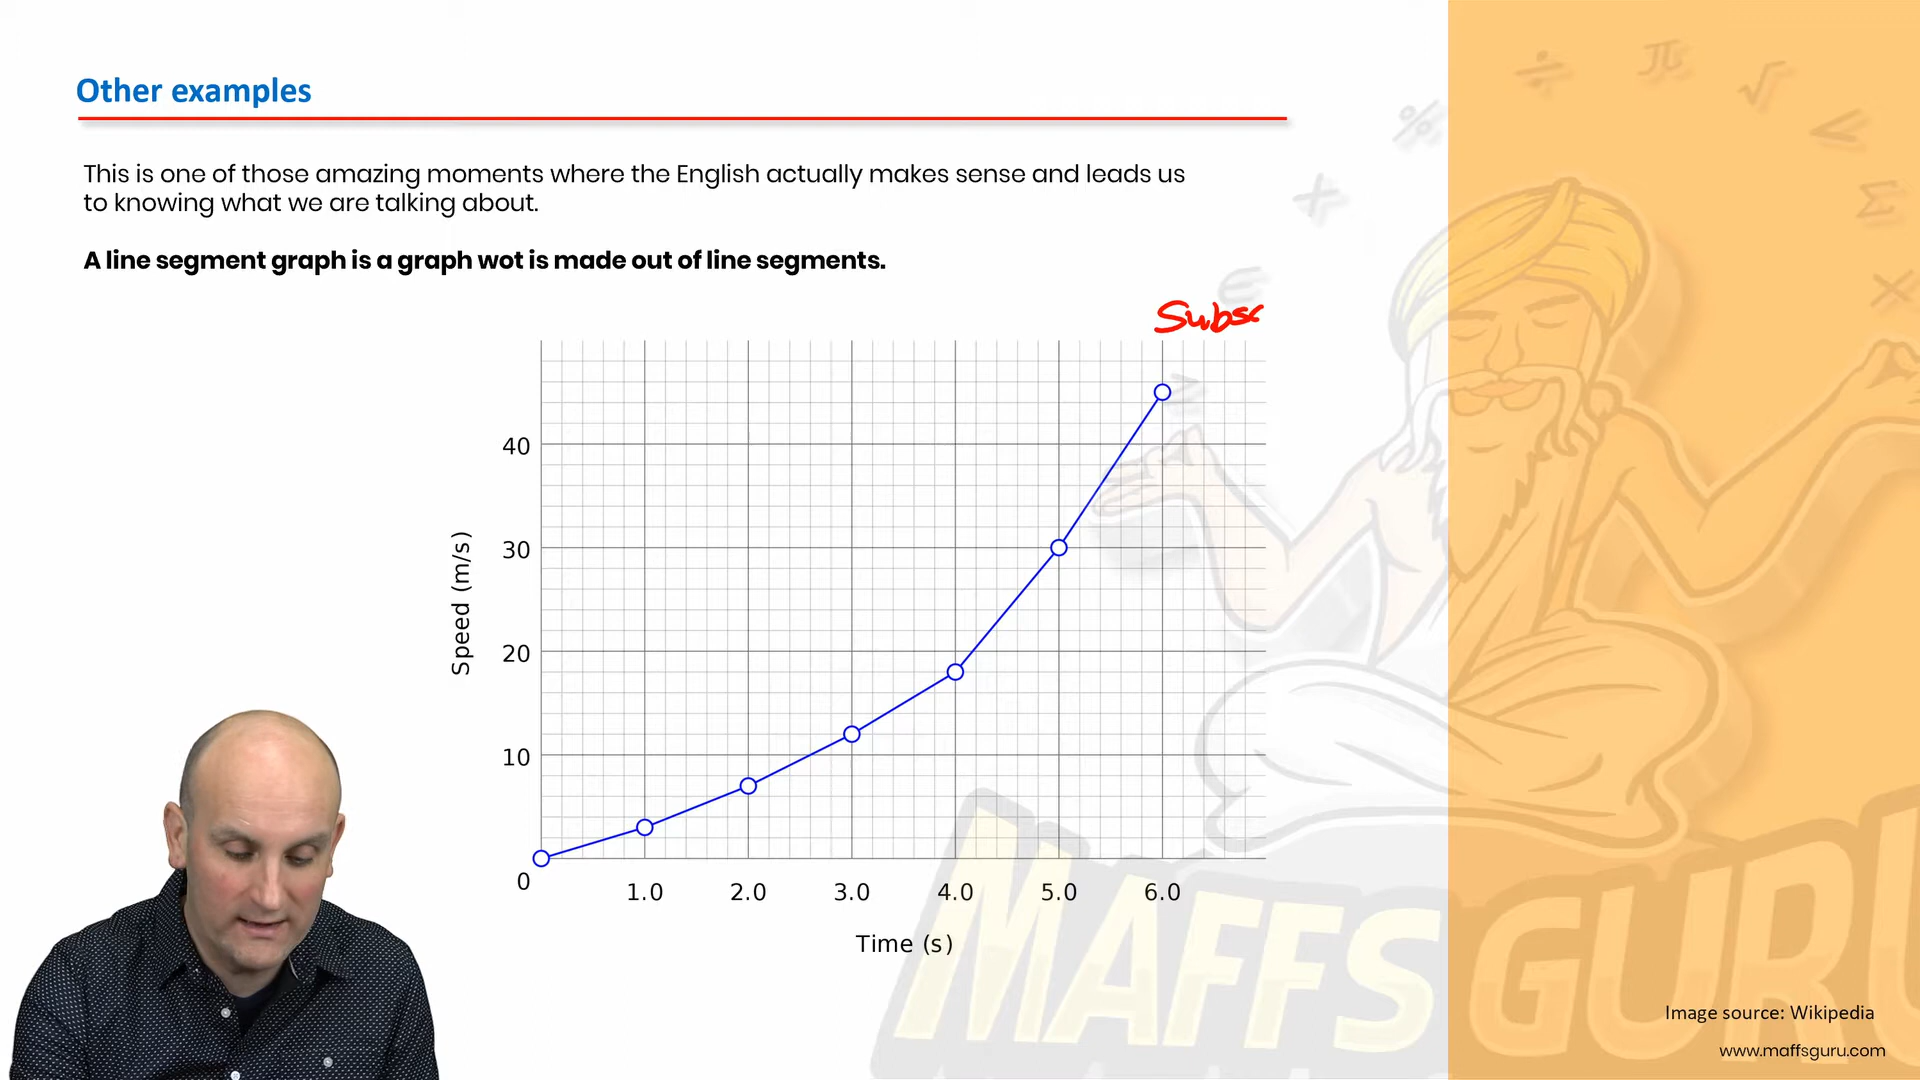 Other examples
This is one of those amazing moments where the English actually makes sense and leads us
to knowing what we are talking about.
A line segment graph is a graph wot is made out of line segments.
Subsc
40
30
20
10
0
Speed (m/s)
1.0 2.0 3.0 4.0 5.0 6.0
Time (s)
% ÷ π √ ∠
+ Σ
∈ ×
≥
MAFFS GURU
Image source: Wikipedia
www.maffsguru.com